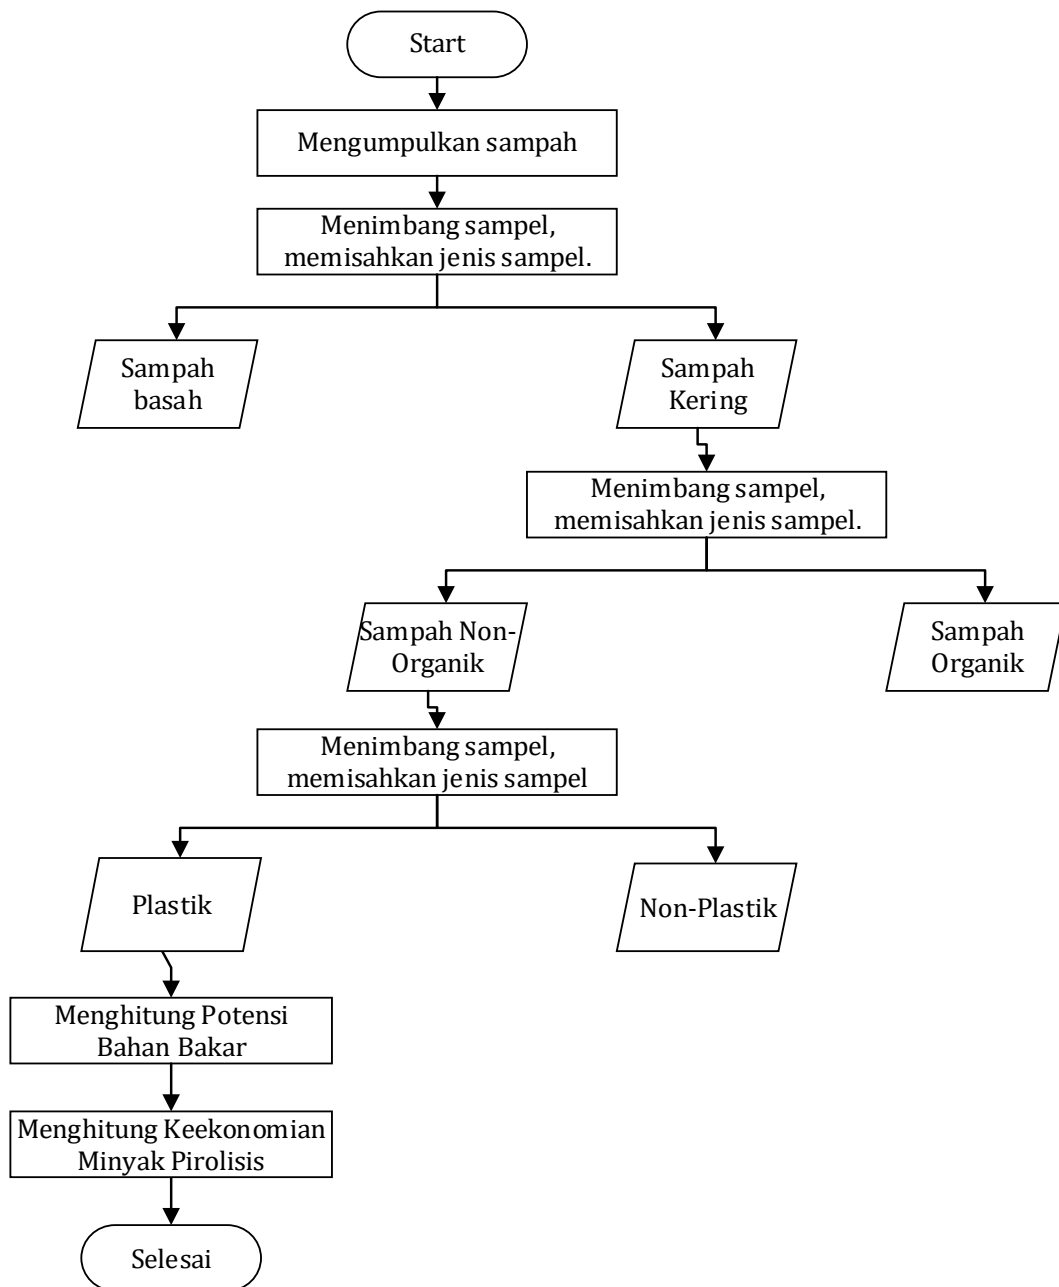 Start
Mengumpulkan sampah
Menimbang sampel,
memisahkan jenis sampel.
Sampah
basah
Sampah
Kering
Menimbang sampel,
memisahkan jenis sampel.
Sampah Non-
Organik
Sampah
Organik
Menimbang sampel,
memisahkan jenis sampel
Plastik
Non-Plastik
Menghitung Potensi
Bahan Bakar
Menghitung Keekonomian
Minyak Pirolisis
Selesai